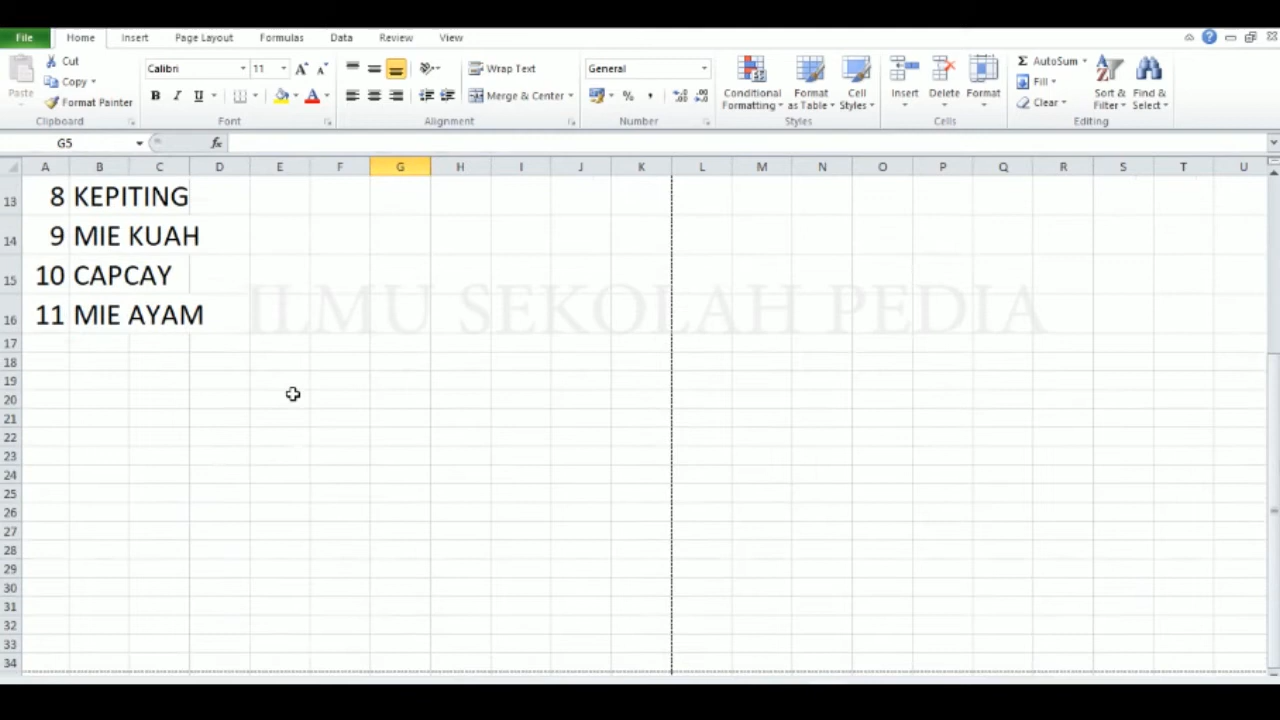 File Home Insert Page Layout Formulas Data Review View
Paste
Cut
Copy
Format Painter
Clipboard
Calibri 11 A A
B I U A
Font
Wrap Text
Merge & Center
Alignment
General
% ,
Number
Conditional Formatting
Format as Table
Cell Styles
Styles
Insert Delete Format
Cells
Σ AutoSum
Fill
Clear
Sort & Filter
Find & Select
Editing
G5 fx
A B C D E F G H I J K L M N O P Q R S T U
13 8 KEPITING
14 9 MIE KUAH
15 10 CAPCAY
16 11 MIE AYAM
ILMU SEKOLAH PEDIA
17
18
19
20
21
22
23
24
25
26
27
28
29
30
31
32
33
34